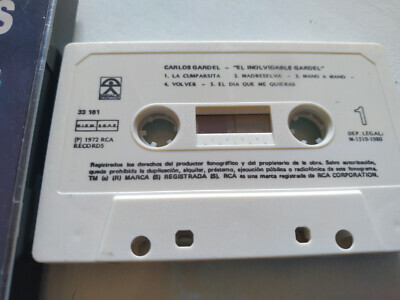 S
CARLOS GARDEL - "EL INOLVIDABLE GARDEL"
1. LA CUMPARSITA 2. MADRESELVA - 3. MANO A MANO -
4. VOLVER - 5. EL DIA QUE ME QUIERAS
33 161
(P) 1972 RCA
RECORDS
1
DEP. LEGAL:
Registrados los derechos del productor fonográfico y del propietario de la obra. Salvo autorización,
queda prohibida la duplicación, alquiler, préstamo, ejecución pública o radiofónica de este fonograma.
TM (s) (R) MARCA (S) REGISTRADA (S). RCA es una marca registrada de RCA CORPORATION.